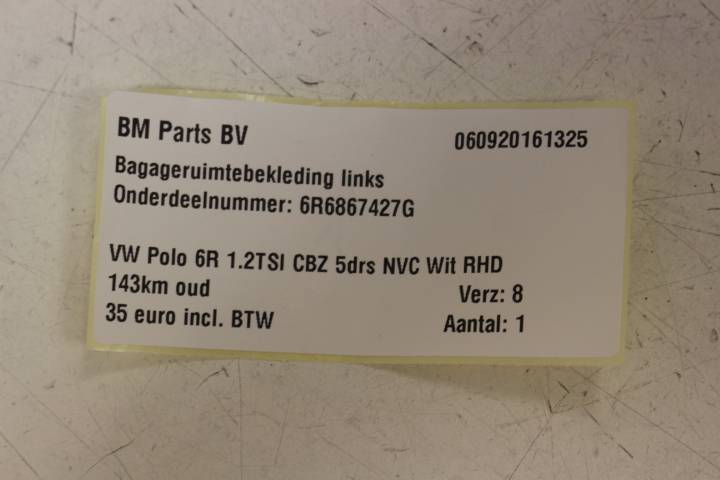 BM Parts BV 060920161325
Bagageruimtebekleding links
Onderdeelnummer: 6R6867427G
VW Polo 6R 1.2TSI CBZ 5drs NVC Wit RHD
143km oud Verz: 8
35 euro incl. BTW Aantal: 1